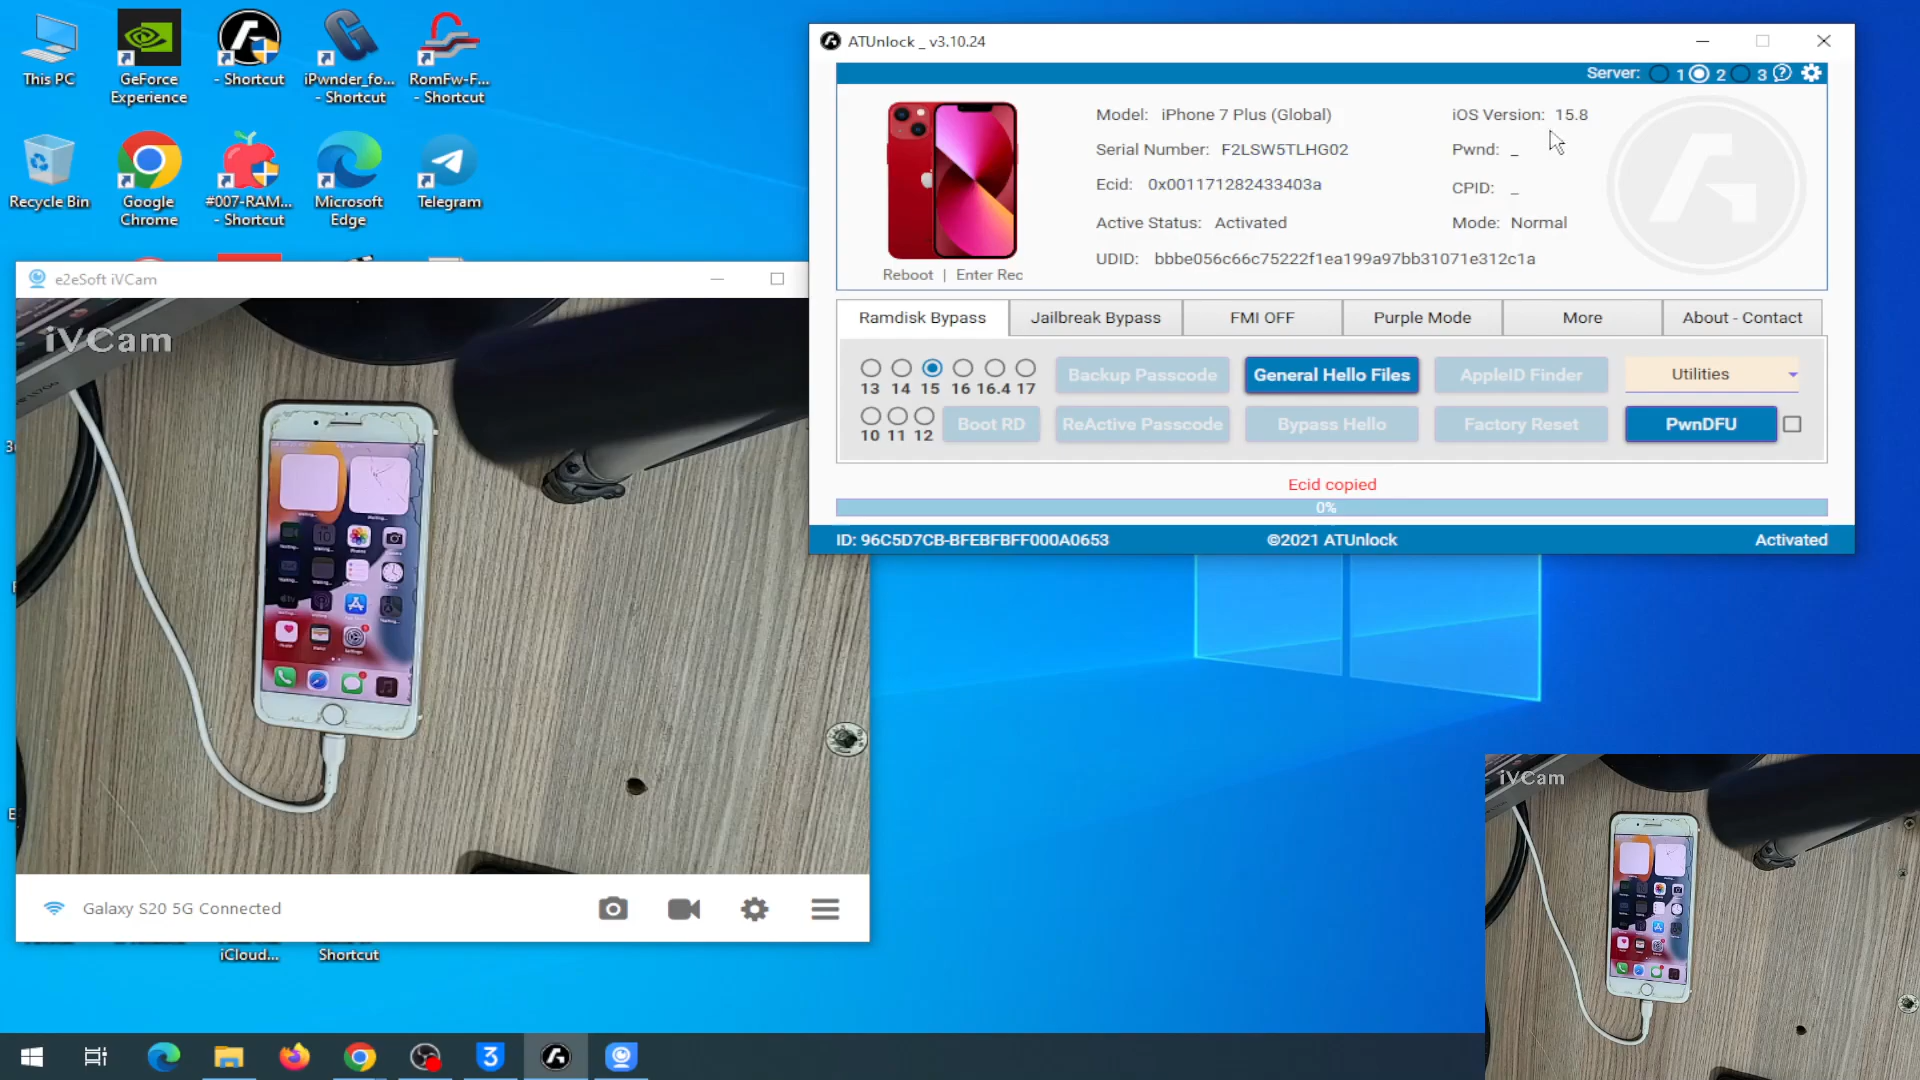 This PC
GeForce Experience
- Shortcut
iPwnder_fo... - Shortcut
RomFw-F... - Shortcut
Recycle Bin
Google Chrome
#007-RAM... - Shortcut
Microsoft Edge
Telegram
e2eSoft iVCam
iVCam
Galaxy S20 5G Connected
iCloud...
Shortcut
ATUnlock _ v3.10.24
Server: 1 2 3
Model: iPhone 7 Plus (Global)
iOS Version: 15.8
Serial Number: F2LSW5TLHG02
Pwnd: _
Ecid: 0x001171282433403a
CPID: _
Active Status: Activated
Mode: Normal
UDID: bbbe056c66c75222f1ea199a97bb31071e312c1a
Reboot | Enter Rec
Ramdisk Bypass
Jailbreak Bypass
FMI OFF
Purple Mode
More
About - Contact
13 14 15 16 16.4 17
Backup Passcode
General Hello Files
AppleID Finder
Utilities
10 11 12
Boot RD
ReActive Passcode
Bypass Hello
Factory Reset
PwnDFU
Ecid copied
0%
ID: 96C5D7CB-BFEBFBFF000A0653
©2021 ATUnlock
Activated
iVCam